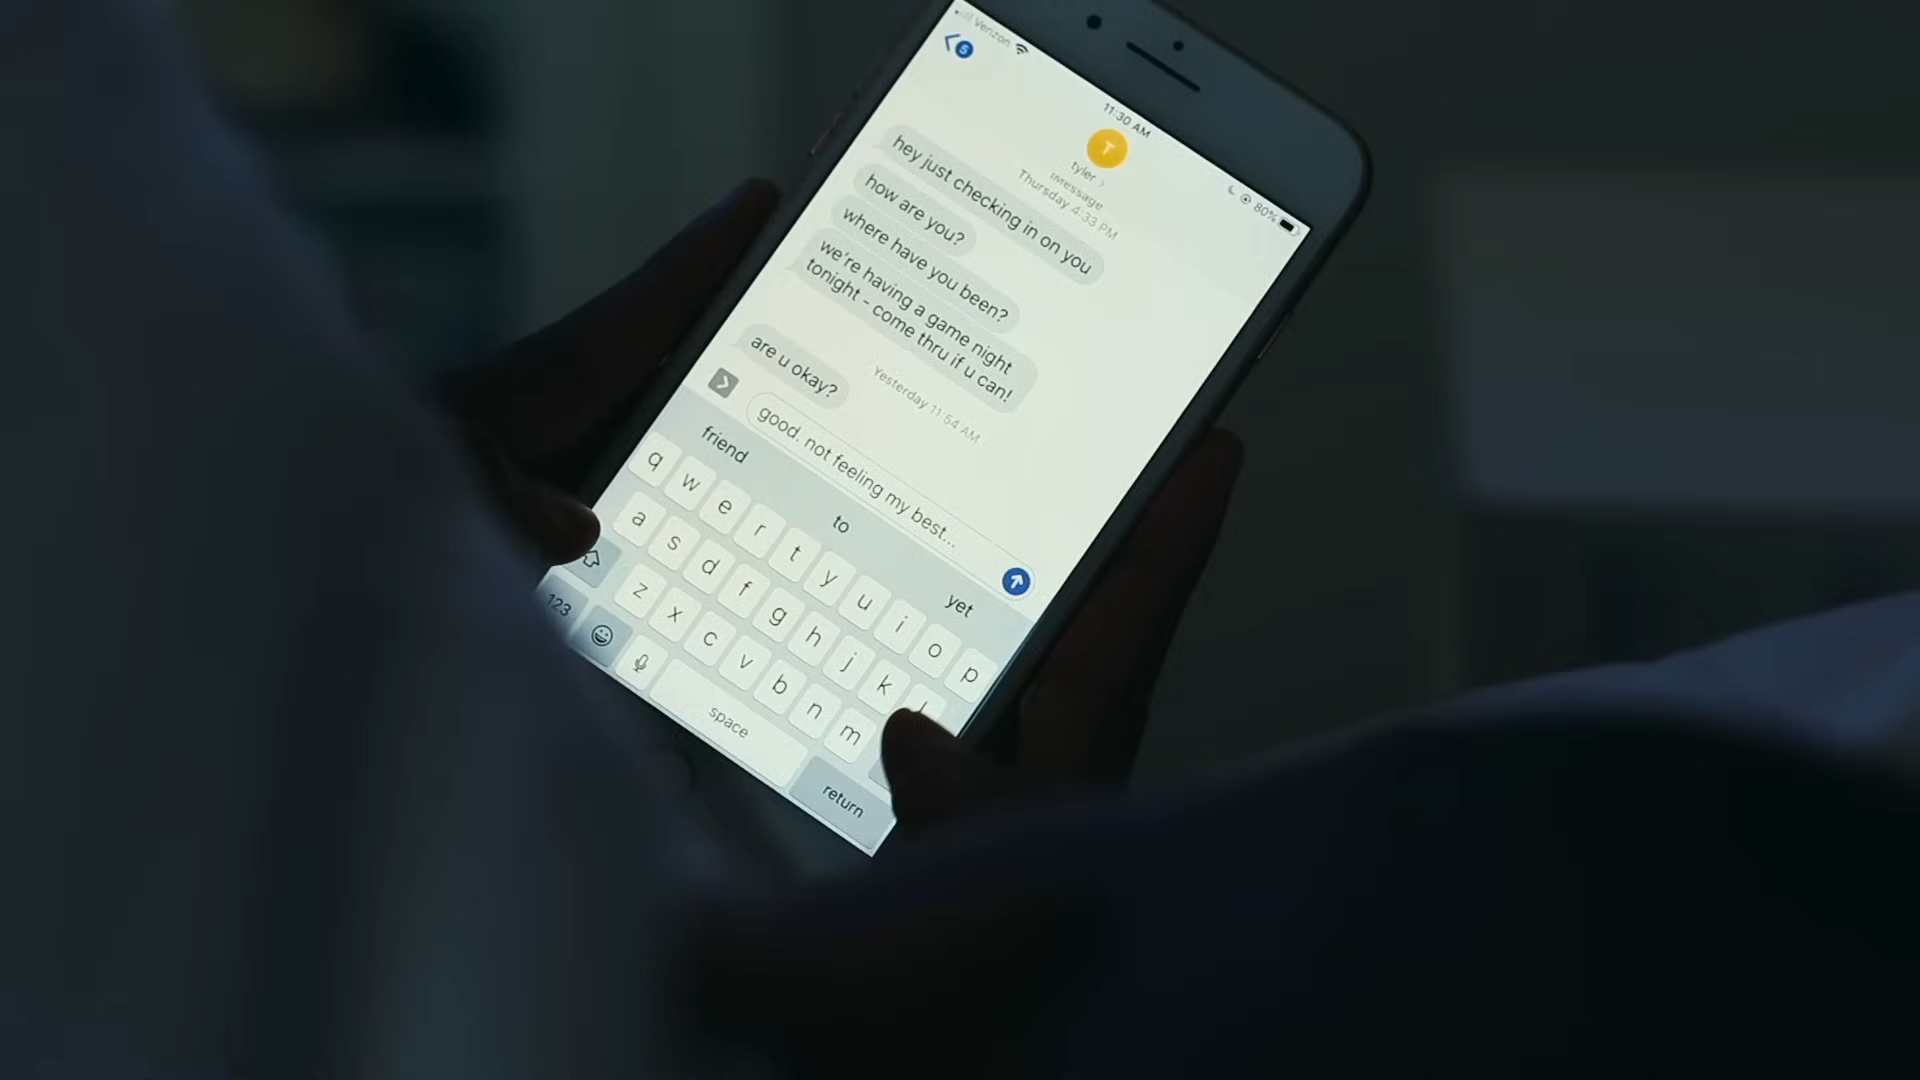 Verizon
5
11:30 AM
80%
T
tyler
iMessage
Thursday 4:33 PM
hey just checking in on you
how are you?
where have you been?
we're having a game night
tonight - come thru if u can!
Yesterday 11:54 AM
are u okay?
good. not feeling my best...
friend to yet
q w e r t y u i o p
a s d f g h j k l
z x c v b n m
123 space return